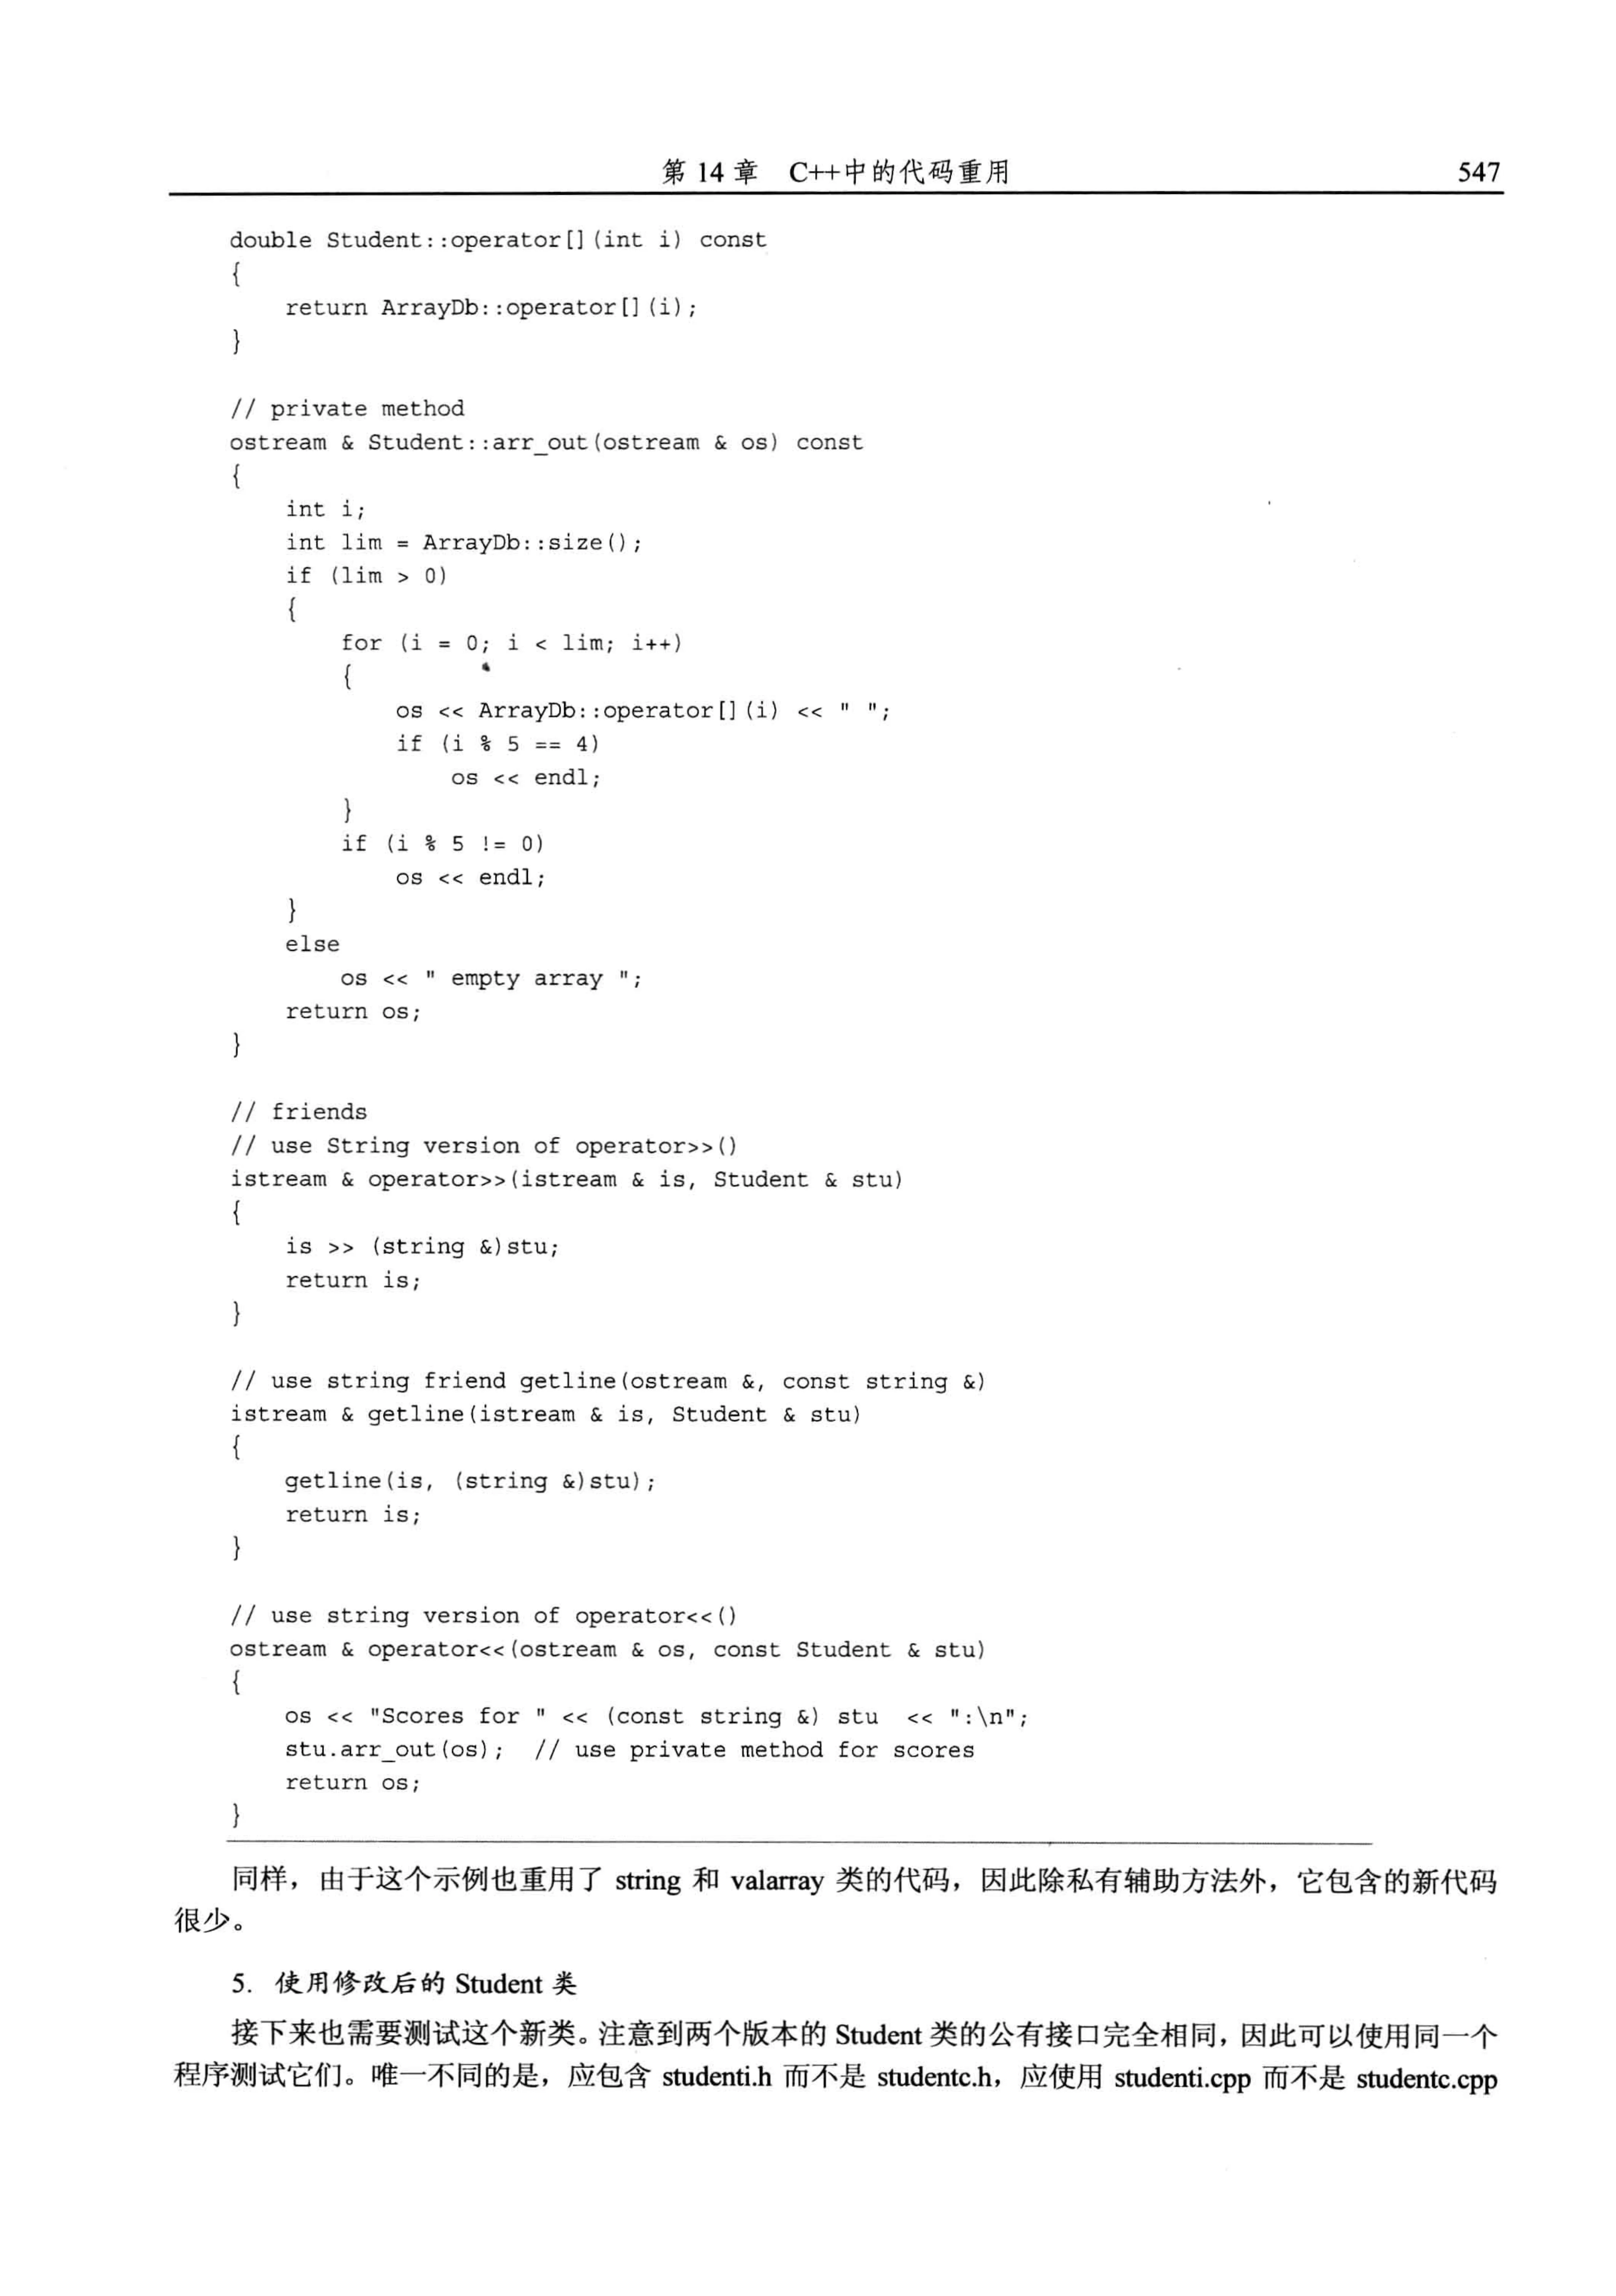 第 14 章　C++中的代码重用　547
double Student::operator[](int i) const
{
    return ArrayDb::operator[](i);
}

// private method
ostream & Student::arr_out(ostream & os) const
{
    int i;
    int lim = ArrayDb::size();
    if (lim > 0)
    {
        for (i = 0; i < lim; i++)
        {
            os << ArrayDb::operator[](i) << " ";
            if (i % 5 == 4)
                os << endl;
        }
        if (i % 5 != 0)
            os << endl;
    }
    else
        os << " empty array ";
    return os;
}

// friends
// use String version of operator>>()
istream & operator>>(istream & is, Student & stu)
{
    is >> (string &)stu;
    return is;
}

// use string friend getline(ostream &, const string &)
istream & getline(istream & is, Student & stu)
{
    getline(is, (string &)stu);
    return is;
}

// use string version of operator<<()
ostream & operator<<(ostream & os, const Student & stu)
{
    os << "Scores for " << (const string &) stu  << ":\n";
    stu.arr_out(os);  // use private method for scores
    return os;
}
同样，由于这个示例也重用了 string 和 valarray 类的代码，因此除私有辅助方法外，它包含的新代码
很少。
5．使用修改后的 Student 类
接下来也需要测试这个新类。注意到两个版本的 Student 类的公有接口完全相同，因此可以使用同一个
程序测试它们。唯一不同的是，应包含 studenti.h 而不是 studentc.h，应使用 studenti.cpp 而不是 studentc.cpp